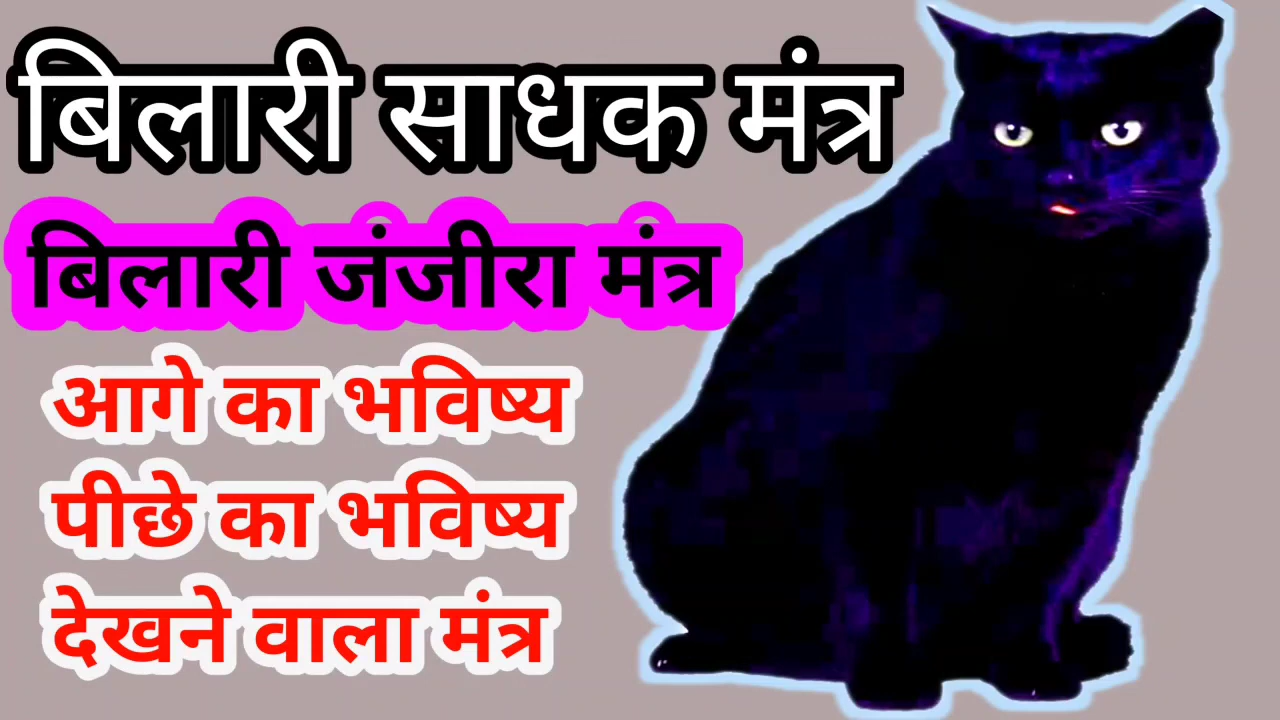 बिलारी साधक मंत्र
बिलारी जंजीरा मंत्र
आगे का भविष्य
पीछे का भविष्य
देखने वाला मंत्र